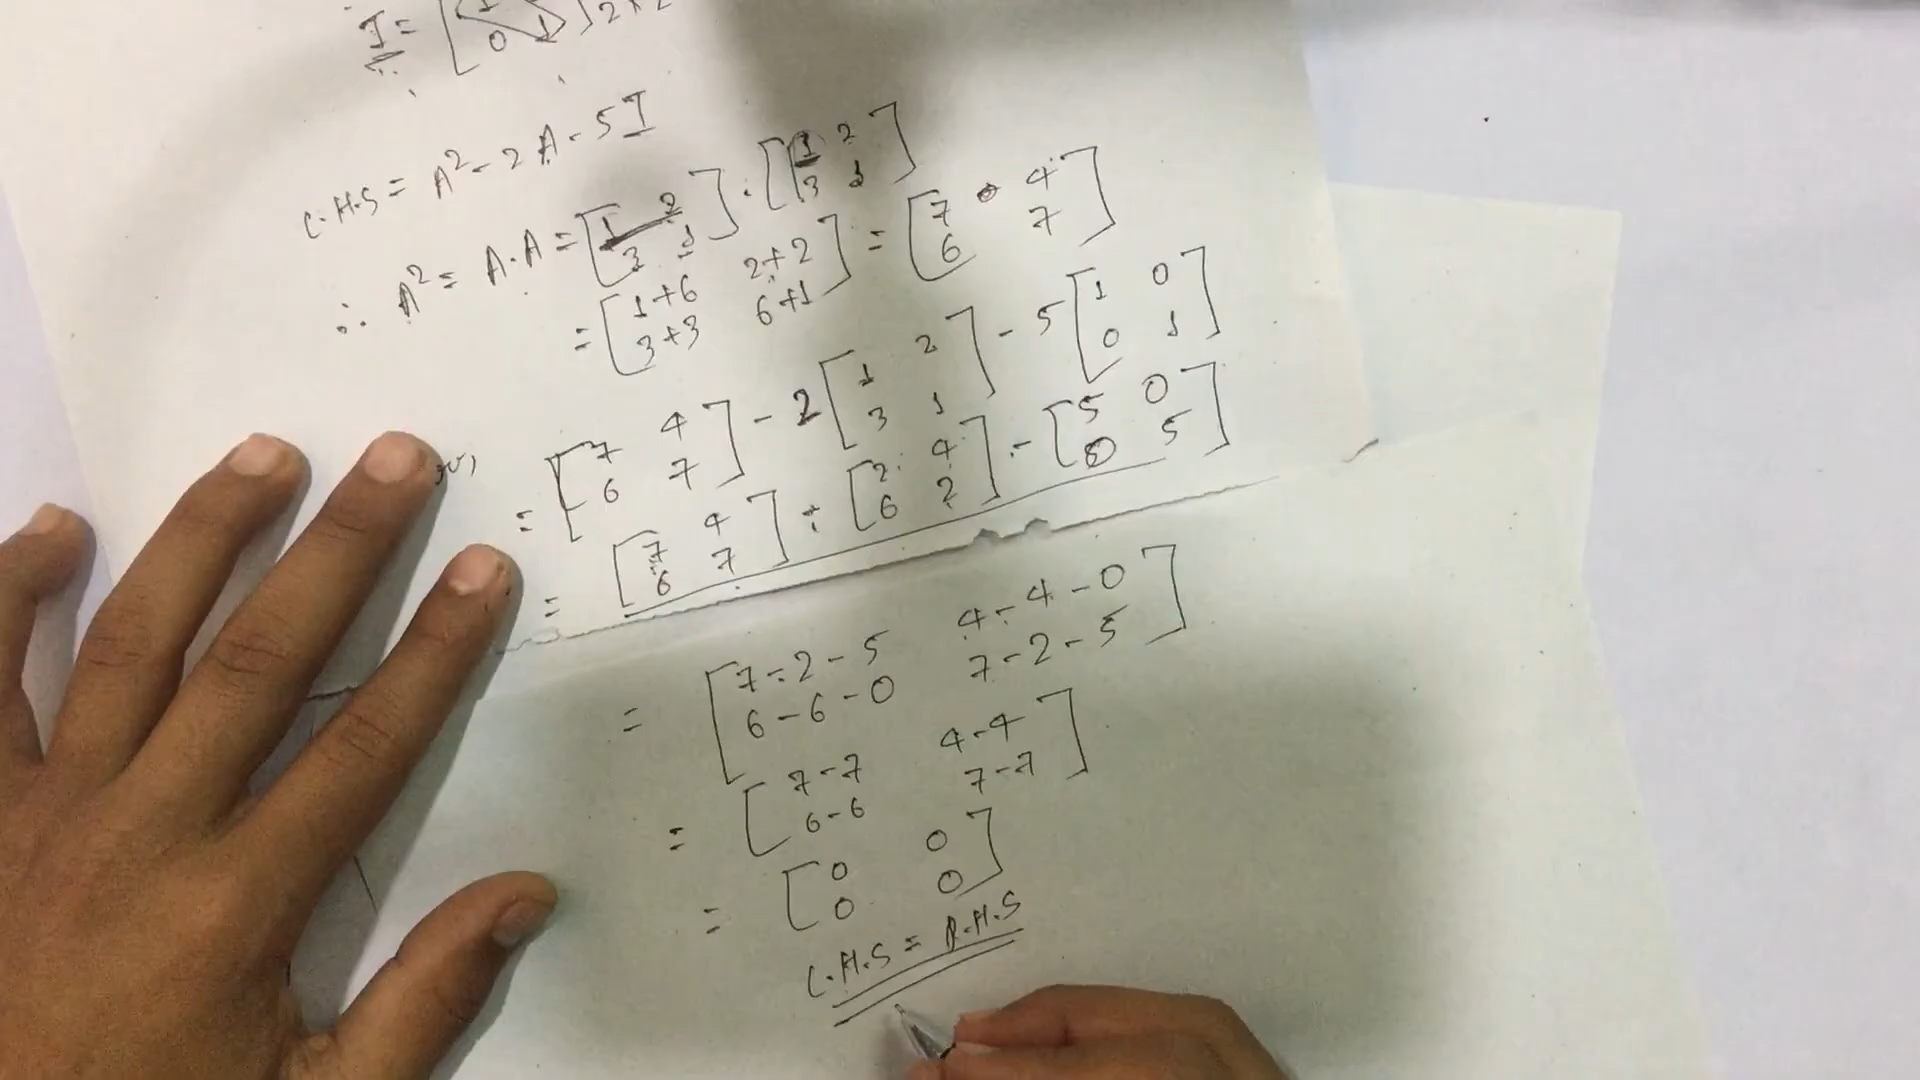 I = [1 0 1] 2×2
L.H.S = A² - 2A - 5I
∴ A² = A.A = [1 2 3 1] . [1 2 3 1]
= [1+6 2+2 3+3 6+1] = [7 4 6 7]
= [7 4 6 7] - 2 [1 2 3 1] - 5 [1 0 0 1]
= [7 4 6 7] - [2 4 6 2] - [5 0 0 5]
= [7-2-5 4-4-0 6-6-0 7-2-5]
= [7-7 4-4 6-6 7-7]
= [0 0 0 0]
L.H.S = R.H.S